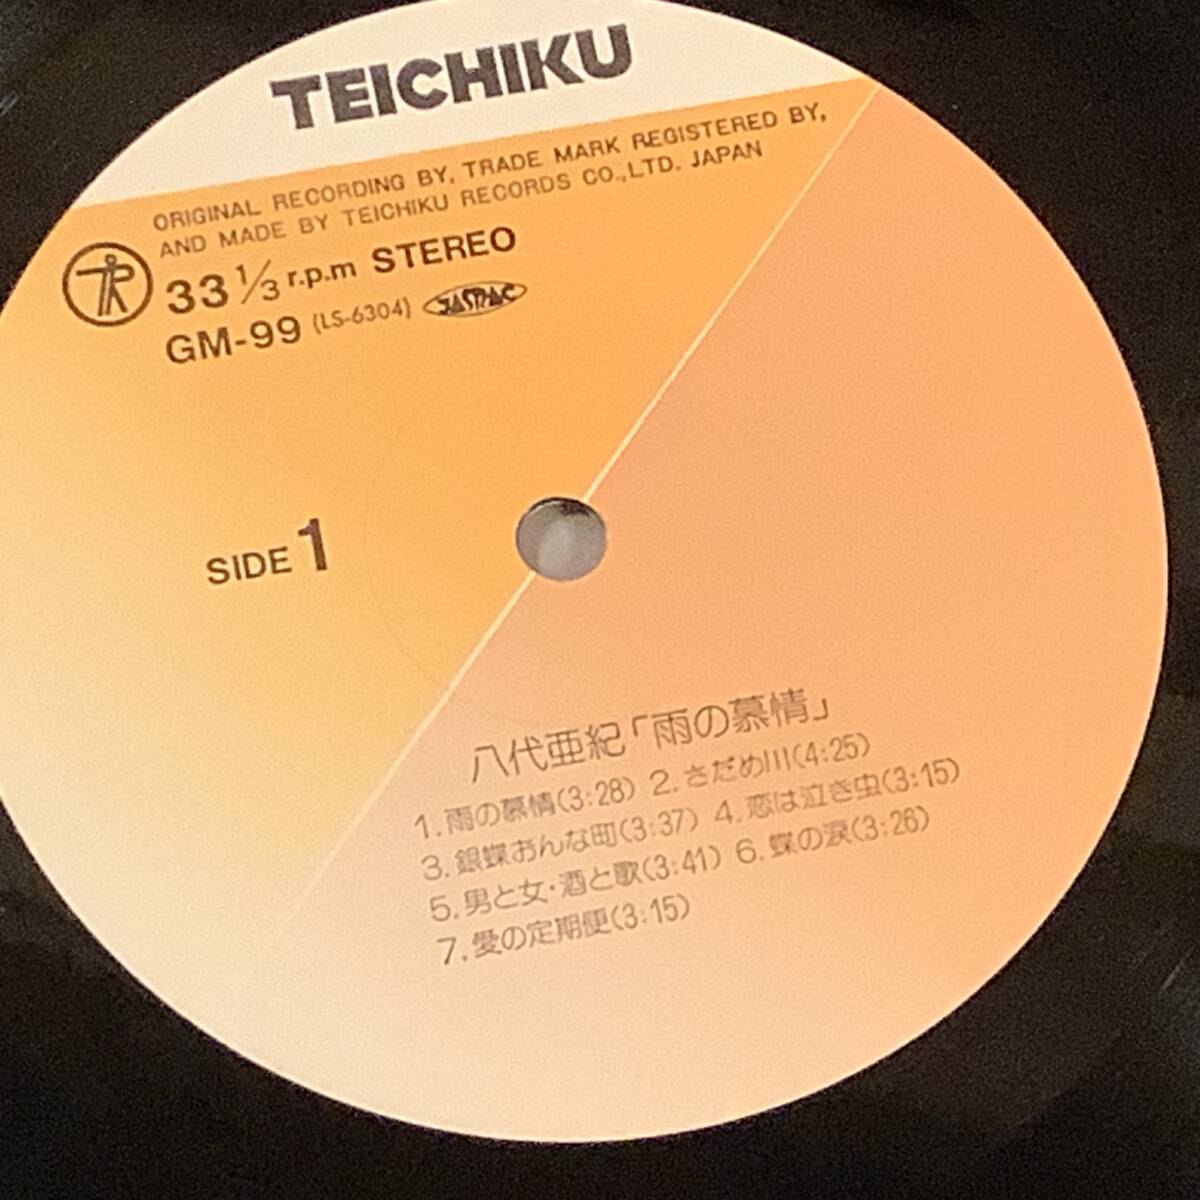 TEICHIKU
ORIGINAL RECORDING BY, TRADE MARK REGISTERED BY,
AND MADE BY TEICHIKU RECORDS CO.,LTD. JAPAN
33 1/3 r.p.m STEREO
GM-99 (LS-6304) JASRAC
SIDE 1
八代亜紀「雨の慕情」
1.雨の慕情(3:28) 2.さだめ川(4:25)
3.銀蝶おんな町(3:37) 4.恋は泣き虫(3:15)
5.男と女・酒と歌(3:41) 6.蝶の涙(3:26)
7.愛の定期便(3:15)